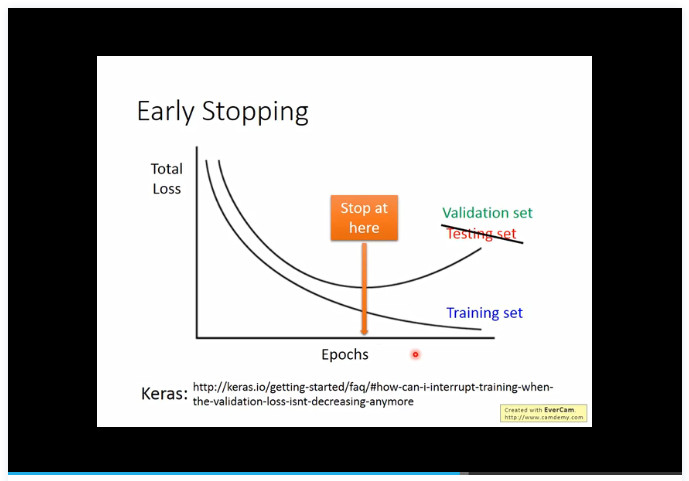 Early Stopping
Total
Loss
Stop at
here
Validation set
Testing set
Training set
Epochs
Keras:
http://keras.io/getting-started/faq/#how-can-i-interrupt-training-when-
the-validation-loss-isnt-decreasing-anymore
Created with EverCam.
http://www.camdemy.com